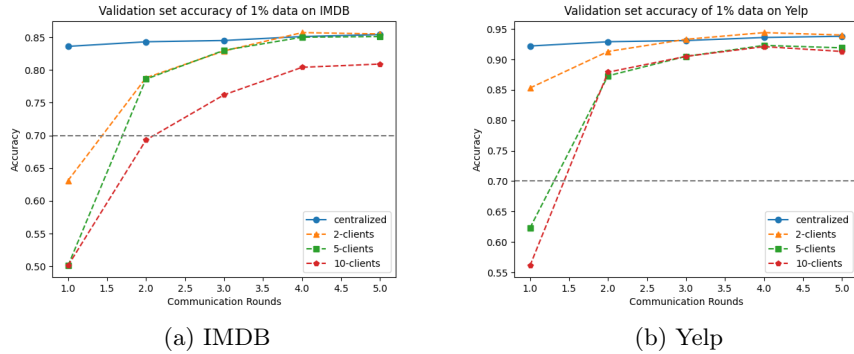 Validation set accuracy of 1% data on IMDB
0.85
0.80
0.75
0.70
0.65
0.60
0.55
0.50
Accuracy
centralized
2-clients
5-clients
10-clients
1.0 1.5 2.0 2.5 3.0 3.5 4.0 4.5 5.0
Communication Rounds
(a) IMDB
Validation set accuracy of 1% data on Yelp
0.95
0.90
0.85
0.80
0.75
0.70
0.65
0.60
0.55
Accuracy
centralized
2-clients
5-clients
10-clients
1.0 1.5 2.0 2.5 3.0 3.5 4.0 4.5 5.0
Communication Rounds
(b) Yelp